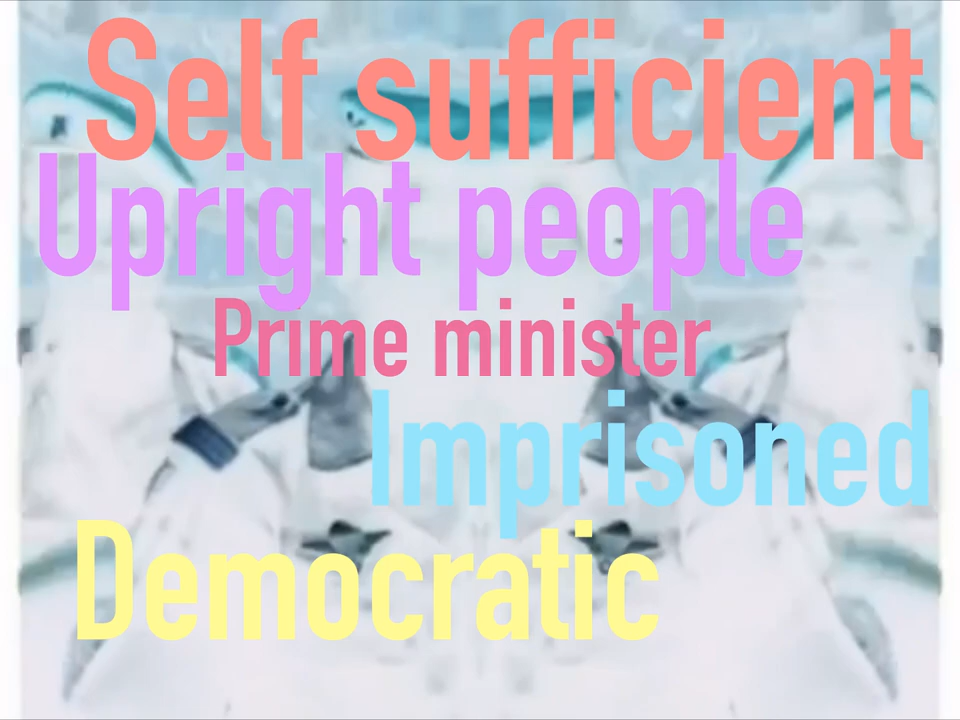 Self sufficient
Upright people
Prime minister
Imprisoned
Democratic